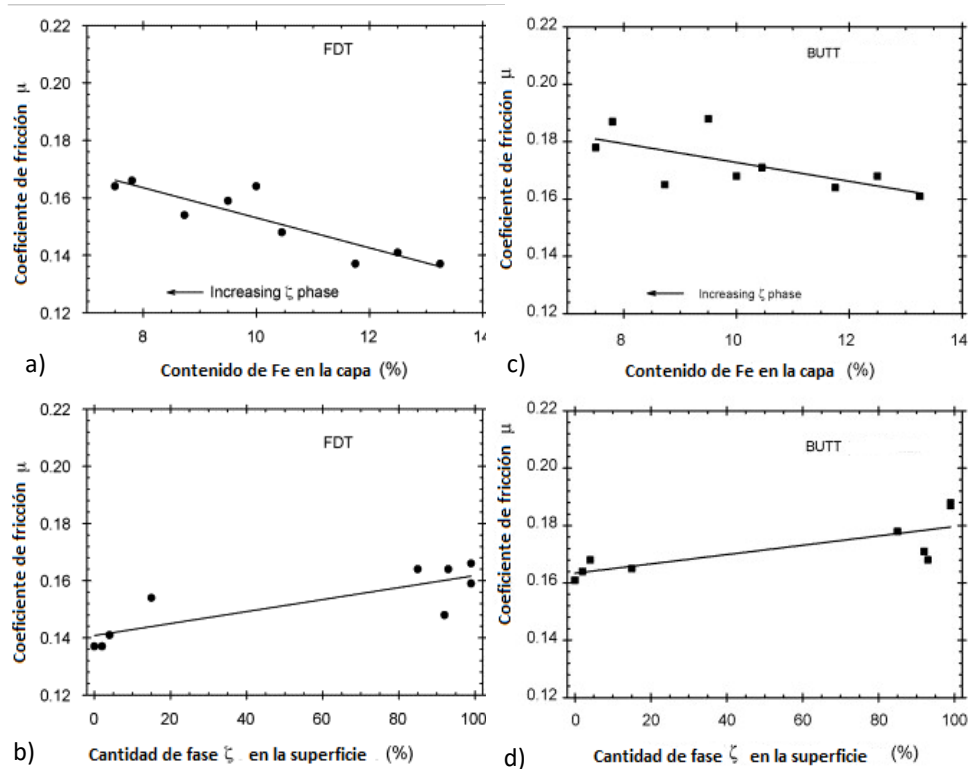 0.22
0.20
0.18
0.16
0.14
0.12
Coeficiente de fricción μ
FDT
← Increasing ζ phase
8 10 12 14
a)
Contenido de Fe en la capa (%)
0.22
0.20
0.18
0.16
0.14
0.12
Coeficiente de fricción μ
BUTT
← Increasing ζ phase
8 10 12 14
c)
Contenido de Fe en la capa (%)
0.22
0.20
0.18
0.16
0.14
0.12
Coeficiente de fricción μ
FDT
0 20 40 60 80 100
b)
Cantidad de fase ζ en la superficie (%)
0.22
0.20
0.18
0.16
0.14
0.12
Coeficiente de fricción μ
BUTT
0 20 40 60 80 100
d)
Cantidad de fase ζ en la superficie (%)